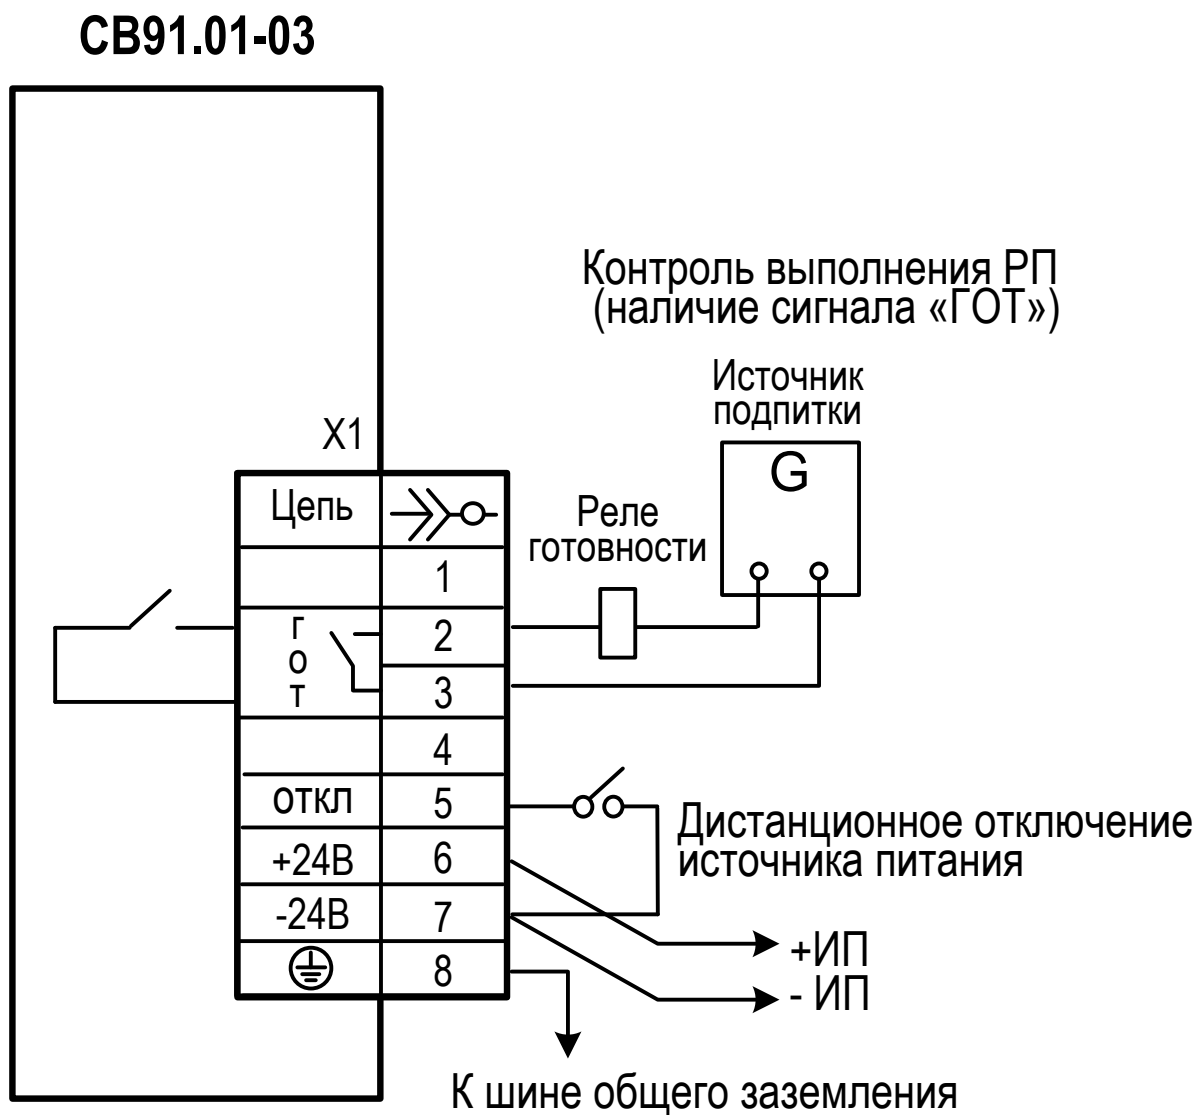 СВ91.01-03
Контроль выполнения РП
(наличие сигнала «ГОТ»)
Источник
подпитки
G
X1
Реле
готовности
Цепь
1
ГОТ
2
3
4
ОТКЛ 5
+24В 6
-24В 7
8
Дистанционное отключение
источника питания
+ИП
- ИП
К шине общего заземления